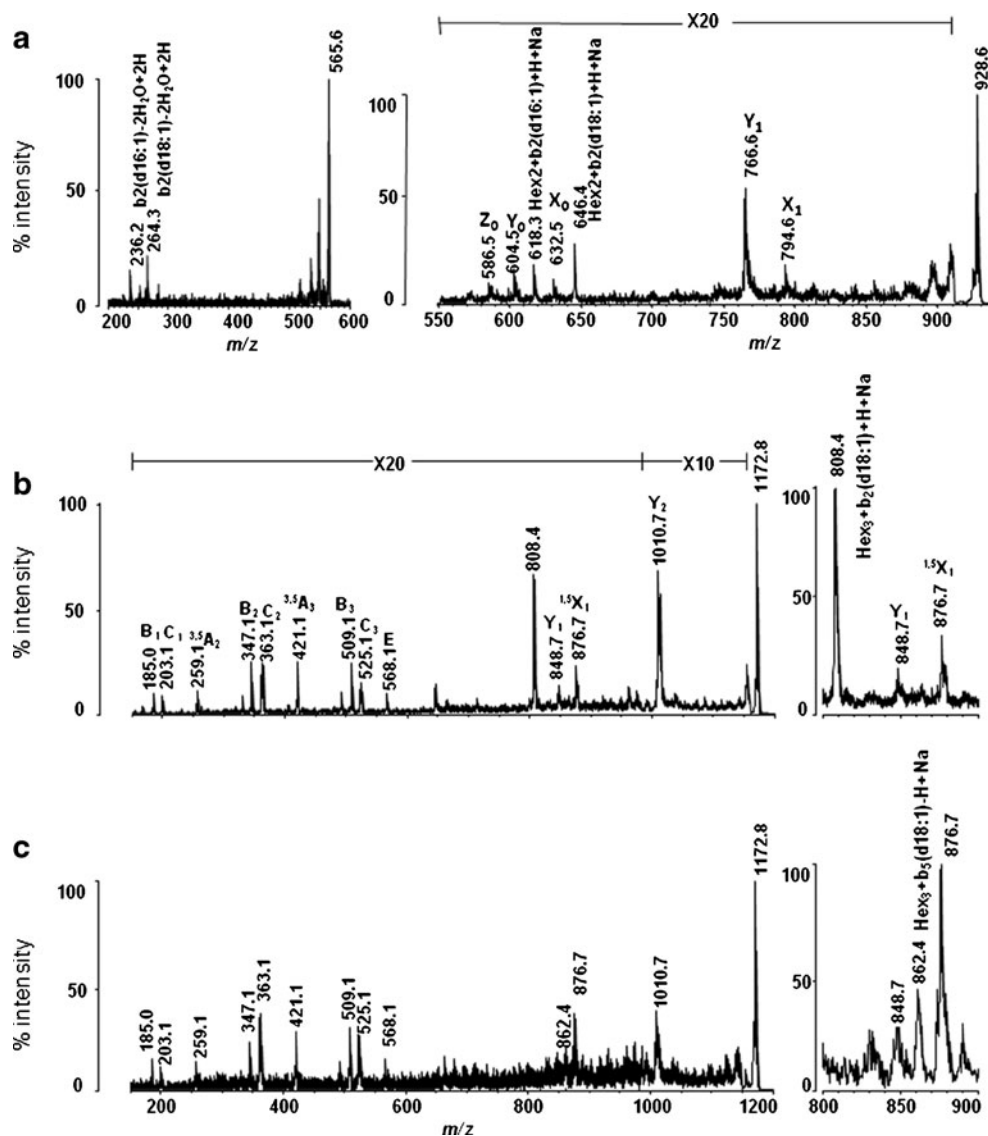 a
X20
% intensity
100
50
0
236.2 b2(d16:1)-2H₂O+2H
264.3 b2(d18:1)-2H₂O+2H
565.6
200 300 400 500 600
m/z
100
50
0
586.5 Z₀
604.5 Y₀
618.3 Hex2+b2(d16:1)+H+Na
632.5 X₀
646.4 Hex2+b2(d18:1)+H+Na
766.6 Y₁
794.6 X₁
928.6
550 600 650 700 750 800 850 900
m/z
b
X20
X10
% intensity
100
50
0
185.0 B₁
203.1 C₁
259.1 ³,⁵A₂
347.1 B₂
363.1 C₂
421.1 ³,⁵A₃
509.1 B₃
525.1 C₃
568.1 E
808.4
848.7 Y₁
876.7 ¹,⁵X₁
1010.7 Y₂
1172.8
100
50
0
808.4 Hex₃+b₂(d18:1)+H+Na
848.7 Y₋
876.7 ¹,⁵X₁
c
% intensity
100
50
0
185.0
203.1
259.1
347.1
363.1
421.1
509.1
525.1
568.1
862.4
876.7
1010.7
1172.8
200 400 600 800 1000 1200
m/z
100
50
0
848.7
862.4 Hex₃+b₅(d18:1)-H+Na
876.7
800 850 900
m/z